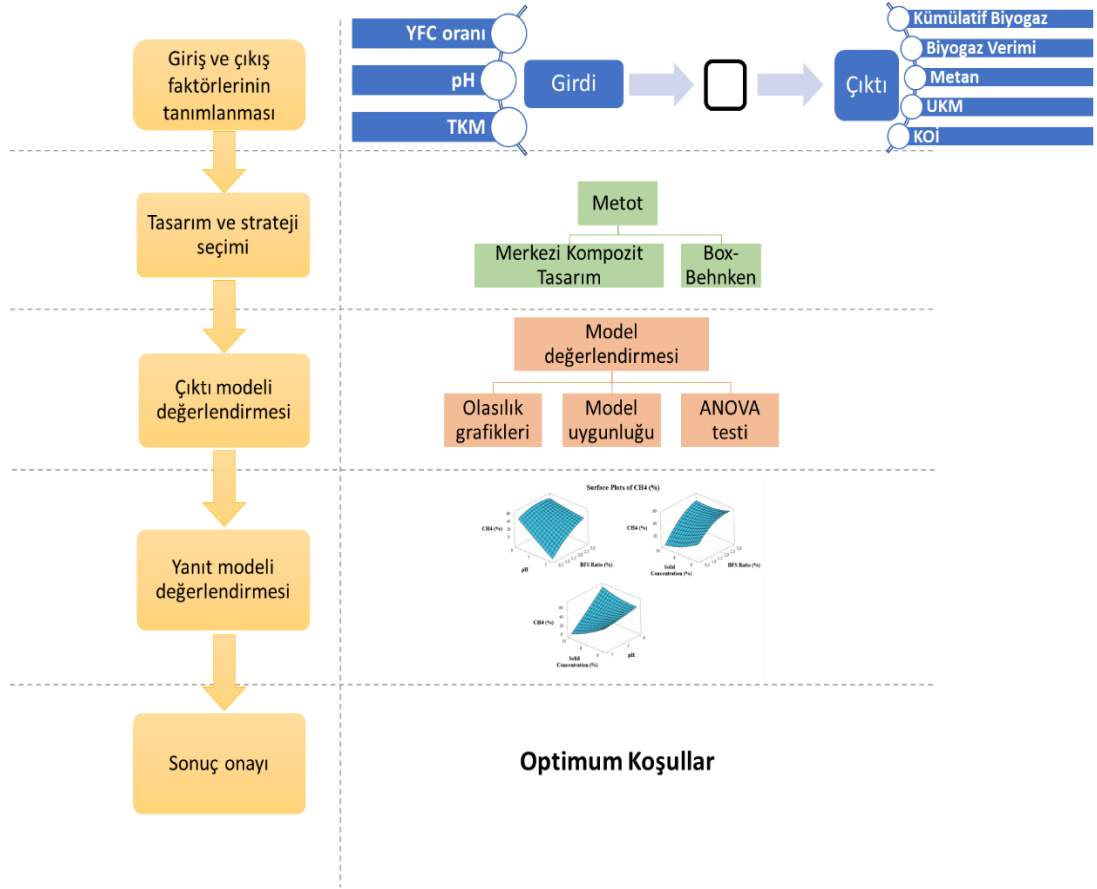 Giriş ve çıkış
faktörlerinin
tanımlanması
YFC oranı
pH
TKM
Girdi
Çıktı
Kümülatif Biyogaz
Biyogaz Verimi
Metan
UKM
KOİ
Tasarım ve strateji
seçimi
Metot
Merkezi Kompozit
Tasarım
Box-
Behnken
Çıktı modeli
değerlendirmesi
Model
değerlendirmesi
Olasılık
grafikleri
Model
uygunluğu
ANOVA
testi
Yanıt modeli
değerlendirmesi
Surface Plots of CH4 (%)
CH4 (%)
pH
BFS Ratio (%)
CH4 (%)
Solid
Concentration (%)
BFS Ratio (%)
CH4 (%)
Solid
Concentration (%)
pH
Sonuç onayı
Optimum Koşullar